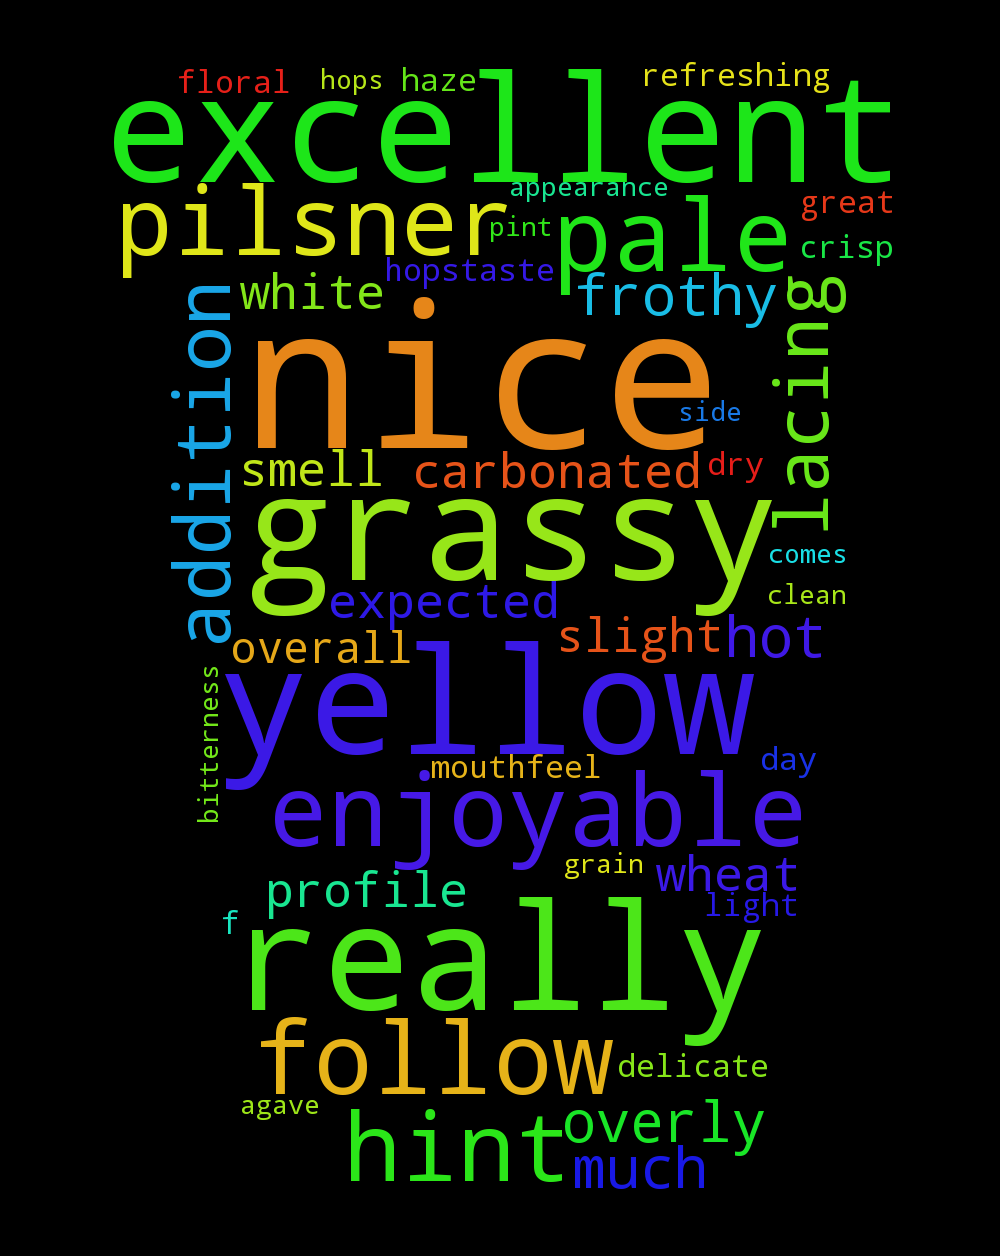 floral hops haze refreshing
excellent
appearance
pilsner pint pale great
crisp
hopstaste
white frothy
addition
lacing
nice
side
smell carbonated dry
grassy
comes
clean
expected
overall slight hot
yellow
bitterness
mouthfeel day
enjoyable
grain wheat
profile light
f
really
follow
delicate
agave
hint overly
much